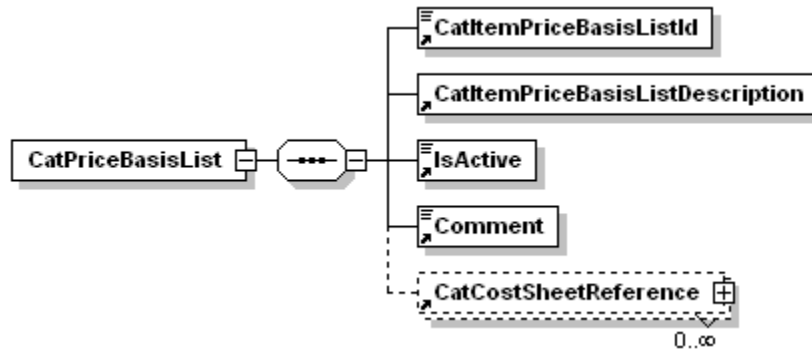 CatItemPriceBasisListId
CatItemPriceBasisListDescription
CatPriceBasisList
IsActive
Comment
CatCostSheetReference
0..∞